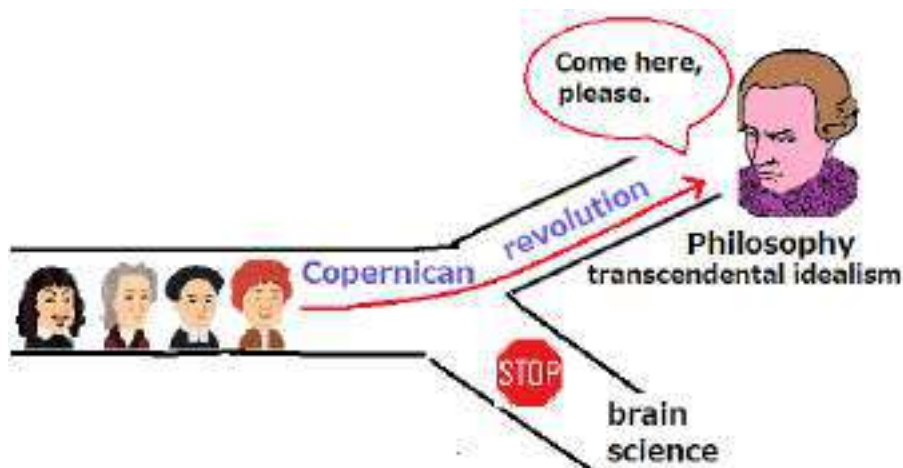 Come here,
please.
Copernican revolution
Philosophy
transcendental idealism
STOP
brain
science